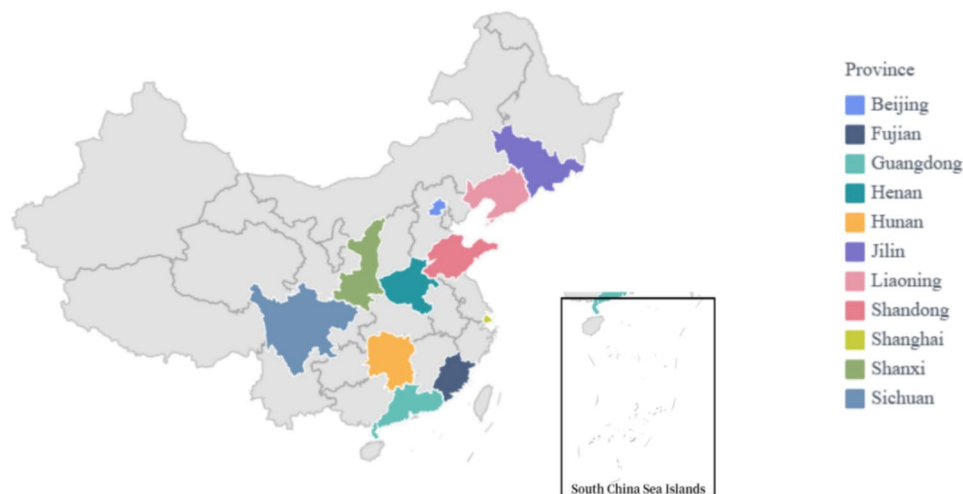 Province
Beijing
Fujian
Guangdong
Henan
Hunan
Jilin
Liaoning
Shandong
Shanghai
Shanxi
Sichuan
South China Sea Islands